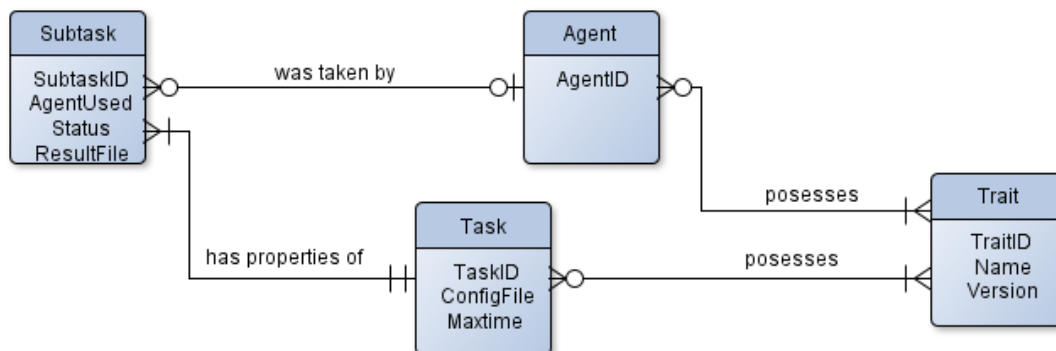 Subtask
SubtaskID
AgentUsed
Status
ResultFile
was taken by
Agent
AgentID
posesses
has properties of
Task
TaskID
ConfigFile
Maxtime
posesses
Trait
TraitID
Name
Version